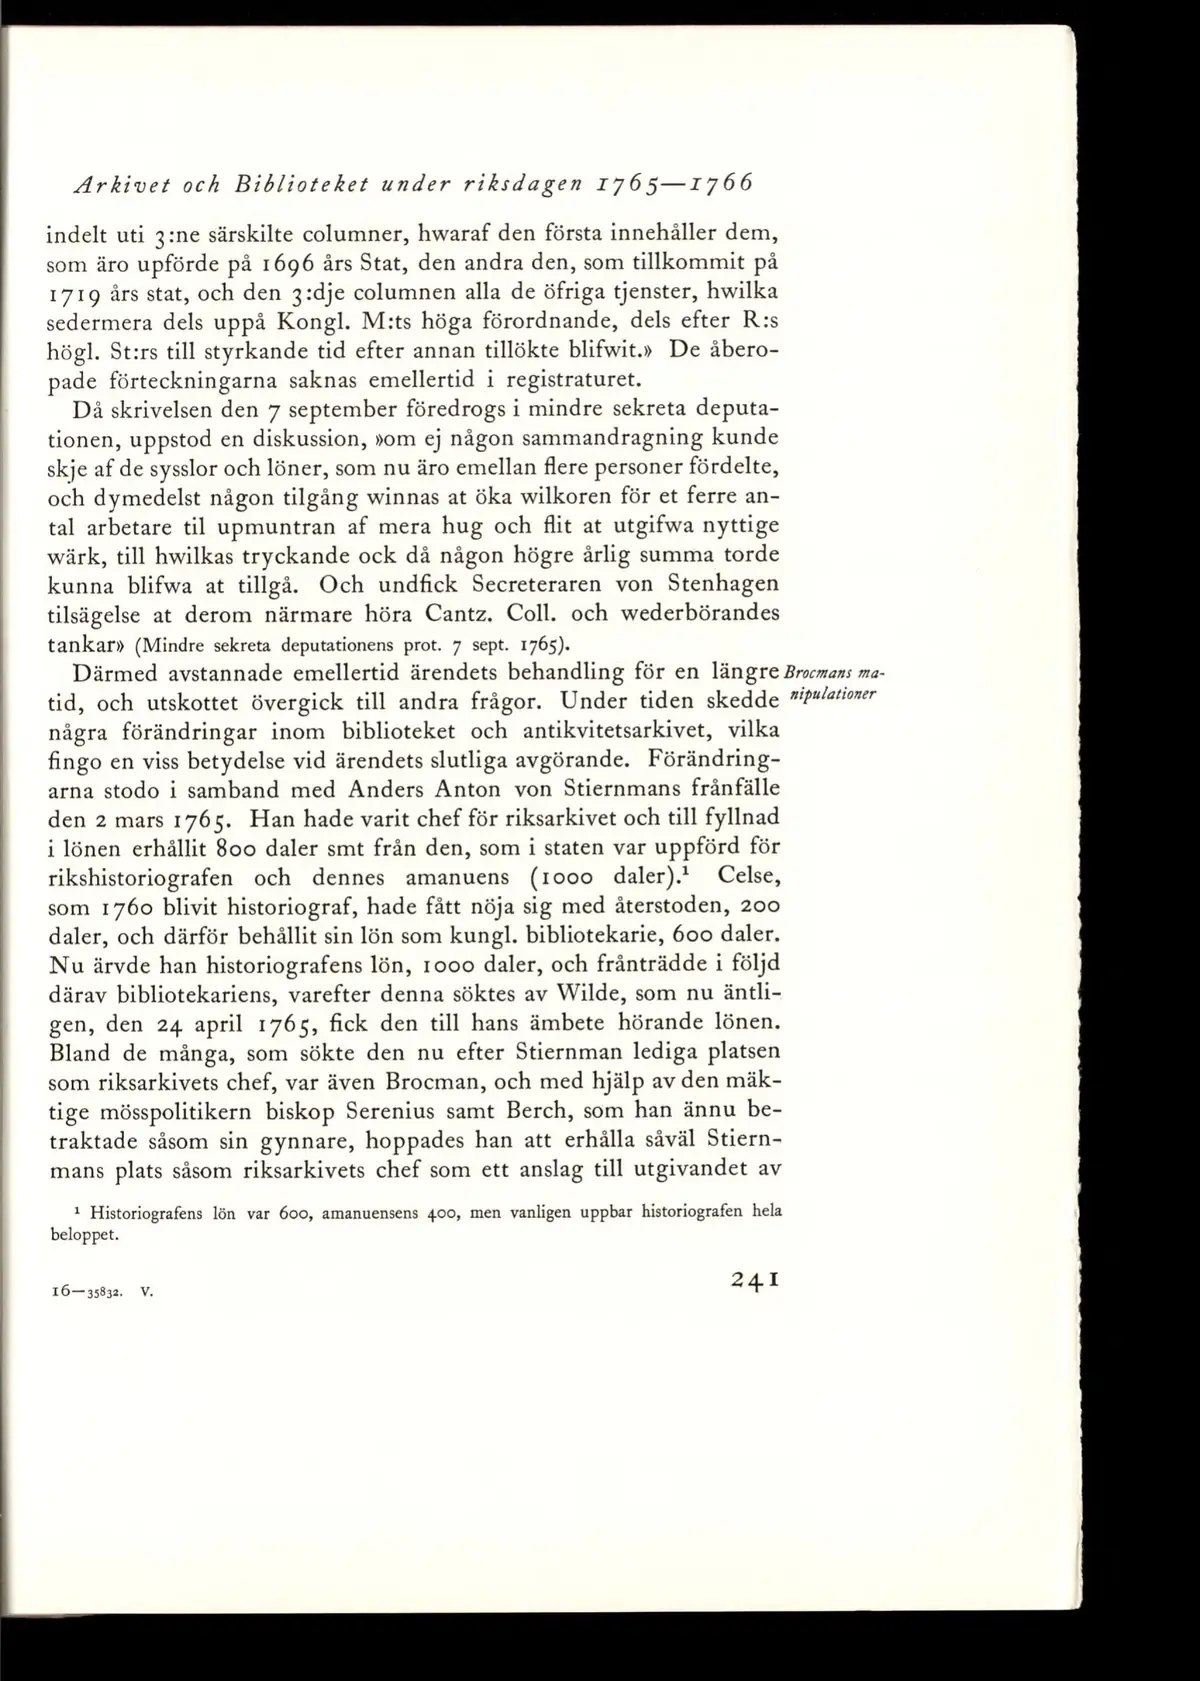 Arkivet och Biblioteket under riksdagen 1765—1766
indelt uti 3:ne särskilte columner, hwaraf den första innehåller dem,
som äro upförde på 1696 års Stat, den andra den, som tillkommit på
1719 års stat, och den 3:dje columnen alla de öfriga tjenster, hwilka
sedermera dels uppå Kongl. M:ts höga förordnande, dels efter R:s
högl. St:rs till styrkande tid efter annan tillökte blifwit.» De åbero-
pade förteckningarna saknas emellertid i registraturet.
Då skrivelsen den 7 september föredrogs i mindre sekreta deputa-
tionen, uppstod en diskussion, »om ej någon sammandragning kunde
skje af de sysslor och löner, som nu äro emellan flere personer fördelte,
och dymedelst någon tilgång winnas at öka wilkoren för et ferre an-
tal arbetare til upmuntran af mera hug och flit at utgifwa nyttige
wärk, till hwilkas tryckande ock då någon högre årlig summa torde
kunna blifwa at tillgå. Och undfick Secreteraren von Stenhagen
tilsägelse at derom närmare höra Cantz. Coll. och wederbörandes
tankar» (Mindre sekreta deputationens prot. 7 sept. 1765).
Därmed avstannade emellertid ärendets behandling för en längre Brocmans ma-
tid, och utskottet övergick till andra frågor. Under tiden skedde nipulationer
några förändringar inom biblioteket och antikvitetsarkivet, vilka
fingo en viss betydelse vid ärendets slutliga avgörande. Förändring-
arna stodo i samband med Anders Anton von Stiernmans frånfälle
den 2 mars 1765. Han hade varit chef för riksarkivet och till fyllnad
i lönen erhållit 800 daler smt från den, som i staten var uppförd för
rikshistoriografen och dennes amanuens (1000 daler).¹ Celse,
som 1760 blivit historiograf, hade fått nöja sig med återstoden, 200
daler, och därför behållit sin lön som kungl. bibliotekarie, 600 daler.
Nu ärvde han historiografens lön, 1000 daler, och frånträdde i följd
därav bibliotekariens, varefter denna söktes av Wilde, som nu äntli-
gen, den 24 april 1765, fick den till hans ämbete hörande lönen.
Bland de många, som sökte den nu efter Stiernman lediga platsen
som riksarkivets chef, var även Brocman, och med hjälp av den mäk-
tige mösspolitikern biskop Serenius samt Berch, som han ännu be-
traktade såsom sin gynnare, hoppades han att erhålla såväl Stiern-
mans plats såsom riksarkivets chef som ett anslag till utgivandet av
¹ Historiografens lön var 600, amanuensens 400, men vanligen uppbar historiografen hela
beloppet.
16—35832. V.
241